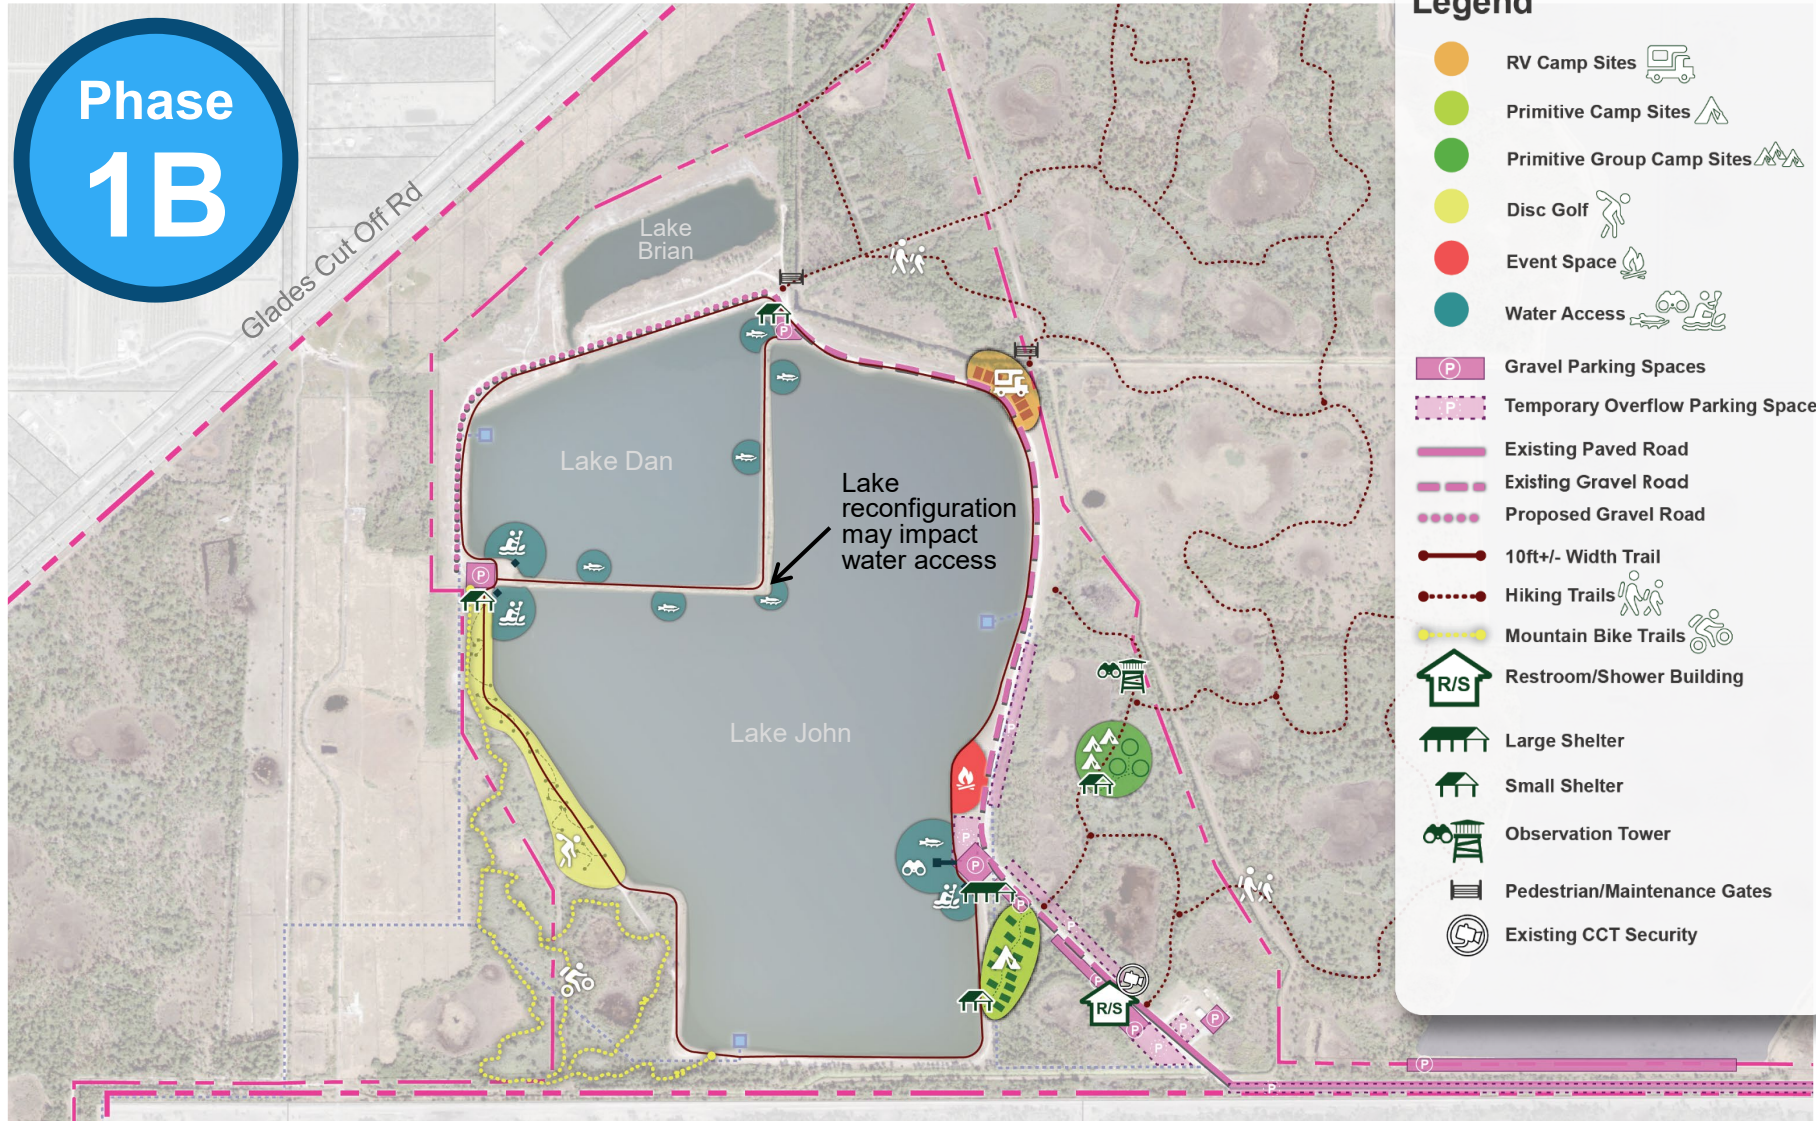 Phase
1B
Glades Cut Off Rd
Lake
Brian
Lake Dan
Lake
reconfiguration
may impact
water access
Lake John
P
P
P
P
P
P
P
P
R/S
P
P
P
P
P
P
Legend
RV Camp Sites
Primitive Camp Sites
Primitive Group Camp Sites
Disc Golf
Event Space
Water Access
P
Gravel Parking Spaces
P
Temporary Overflow Parking Space
Existing Paved Road
Existing Gravel Road
Proposed Gravel Road
10ft+/- Width Trail
Hiking Trails
Mountain Bike Trails
R/S
Restroom/Shower Building
Large Shelter
Small Shelter
Observation Tower
Pedestrian/Maintenance Gates
Existing CCT Security